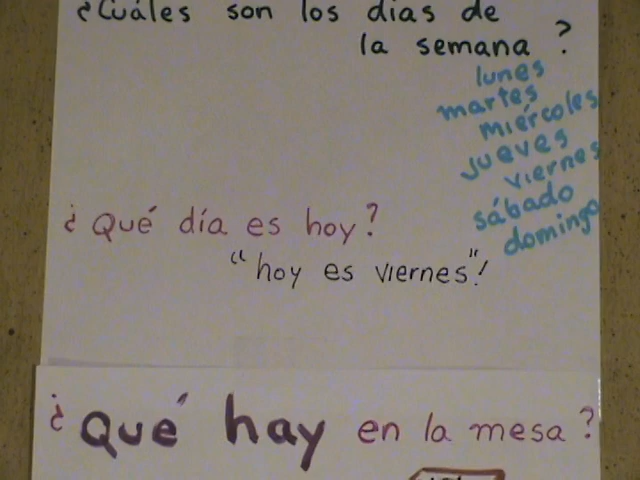 ¿Cuáles son los días de
la semana?
lunes
martes
miércoles
jueves
viernes
sábado
domingo
¿Qué día es hoy?
"hoy es viernes"!
¿Qué hay en la mesa?